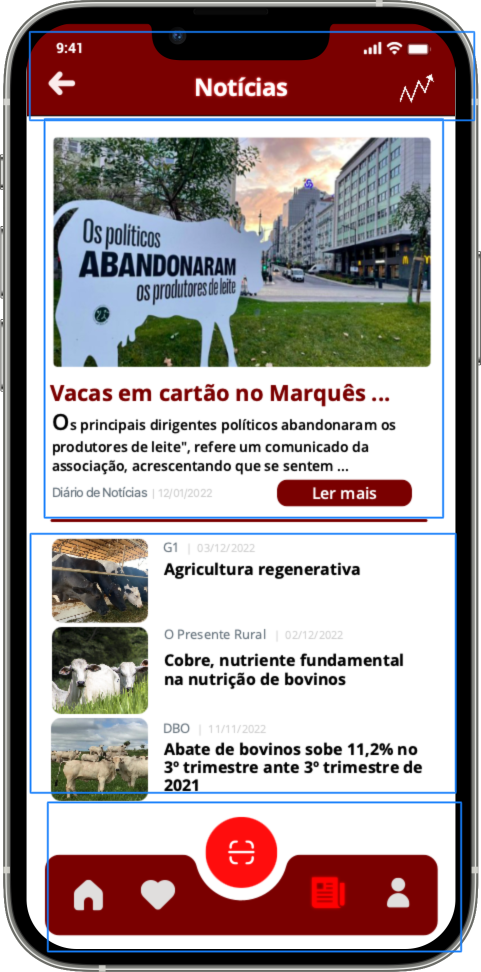 9:41
Notícias
Os políticos
ABANDONARAM
os produtores de leite
Vacas em cartão no Marquês ...
Os principais dirigentes políticos abandonaram os
produtores de leite", refere um comunicado da
associação, acrescentando que se sentem ...
Diário de Notícias | 12/01/2022
Ler mais
G1 | 03/12/2022
Agricultura regenerativa
O Presente Rural | 02/12/2022
Cobre, nutriente fundamental
na nutrição de bovinos
DBO | 11/11/2022
Abate de bovinos sobe 11,2% no
3º trimestre ante 3º trimestre de
2021